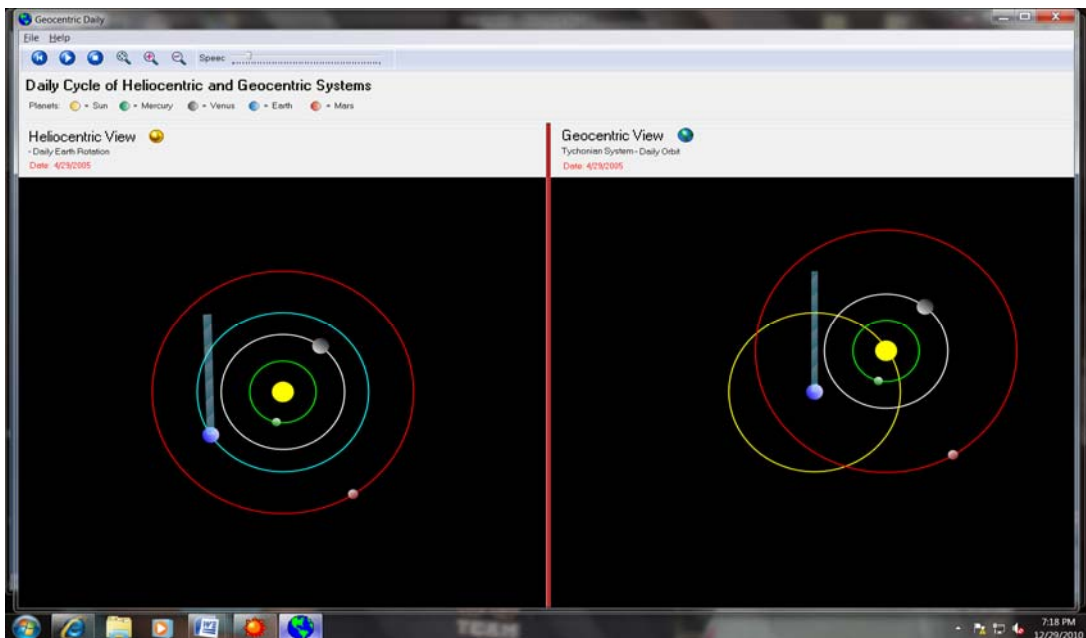 Geocentric Daily
File Help
Speec
Daily Cycle of Heliocentric and Geocentric Systems
Planets: = Sun = Mercury = Venus = Earth = Mars
Heliocentric View
- Daily Earth Rotation
Date: 4/29/2005
Geocentric View
Tychonian System - Daily Orbit
Date: 4/29/2005
TEAM
7:18 PM
12/29/2010